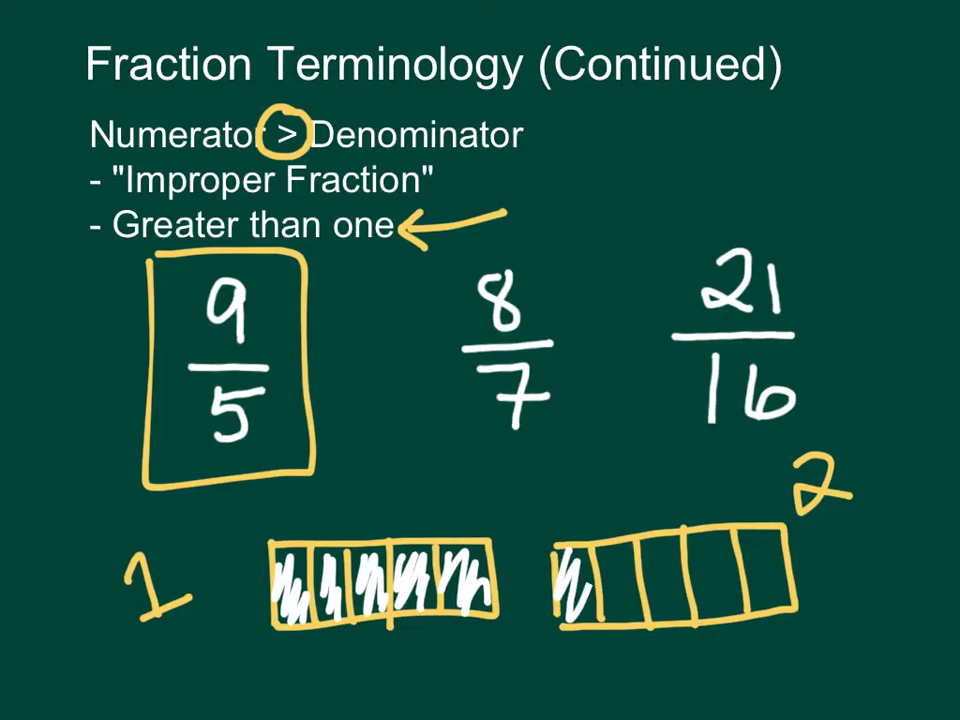 Fraction Terminology (Continued)
Numerator > Denominator
- "Improper Fraction"
- Greater than one
9 8 21
5 7 16
2
1